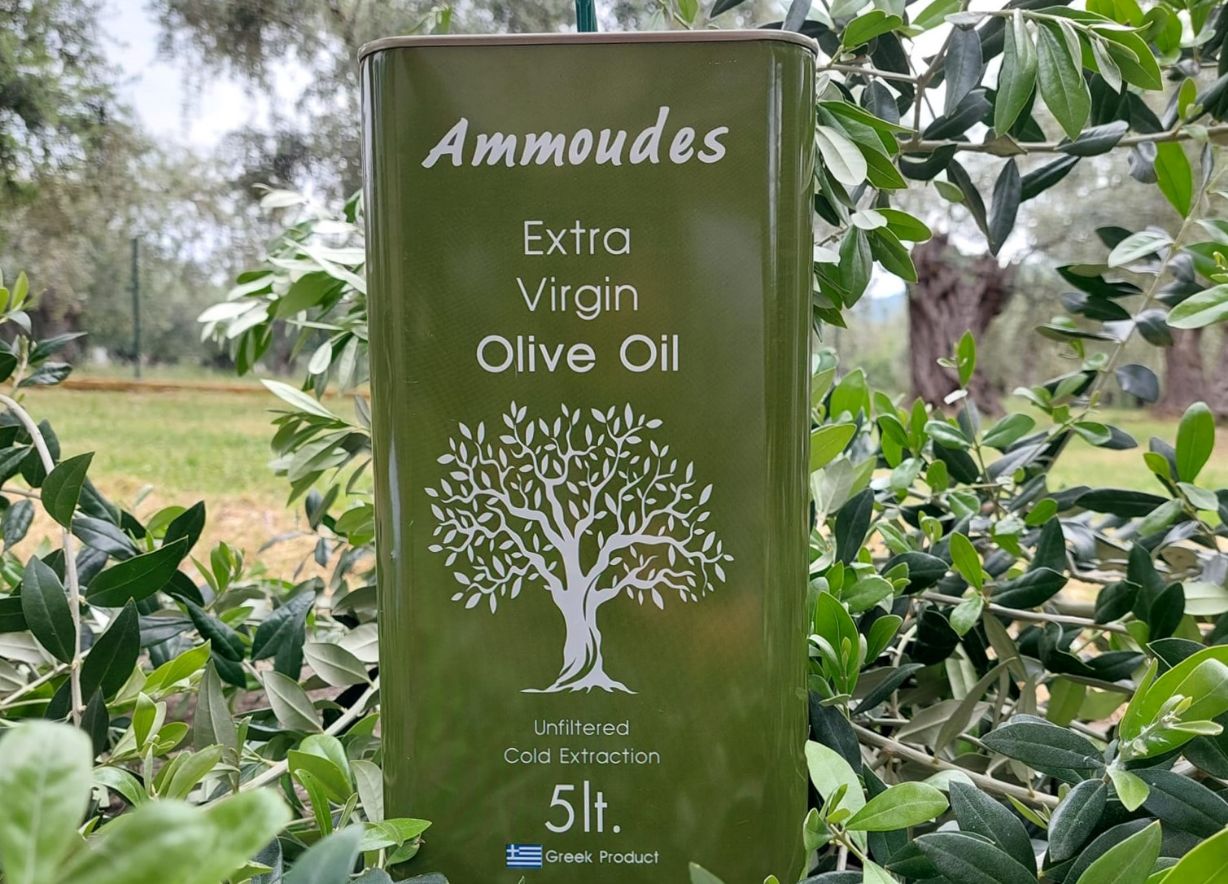 Ammoudes
Extra
Virgin
Olive Oil
Unfiltered
Cold Extraction
5lt.
Greek Product